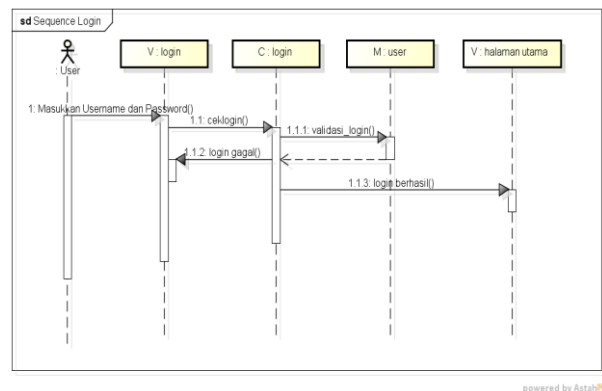 sd Sequence Login
: User
V : login
C : login
M : user
V : halaman utama
1: Masukkan Username dan Password()
1.1: ceklogin()
1.1.1: validasi_login()
1.1.2: login gagal()
1.1.3: login berhasil()
powered by Astah